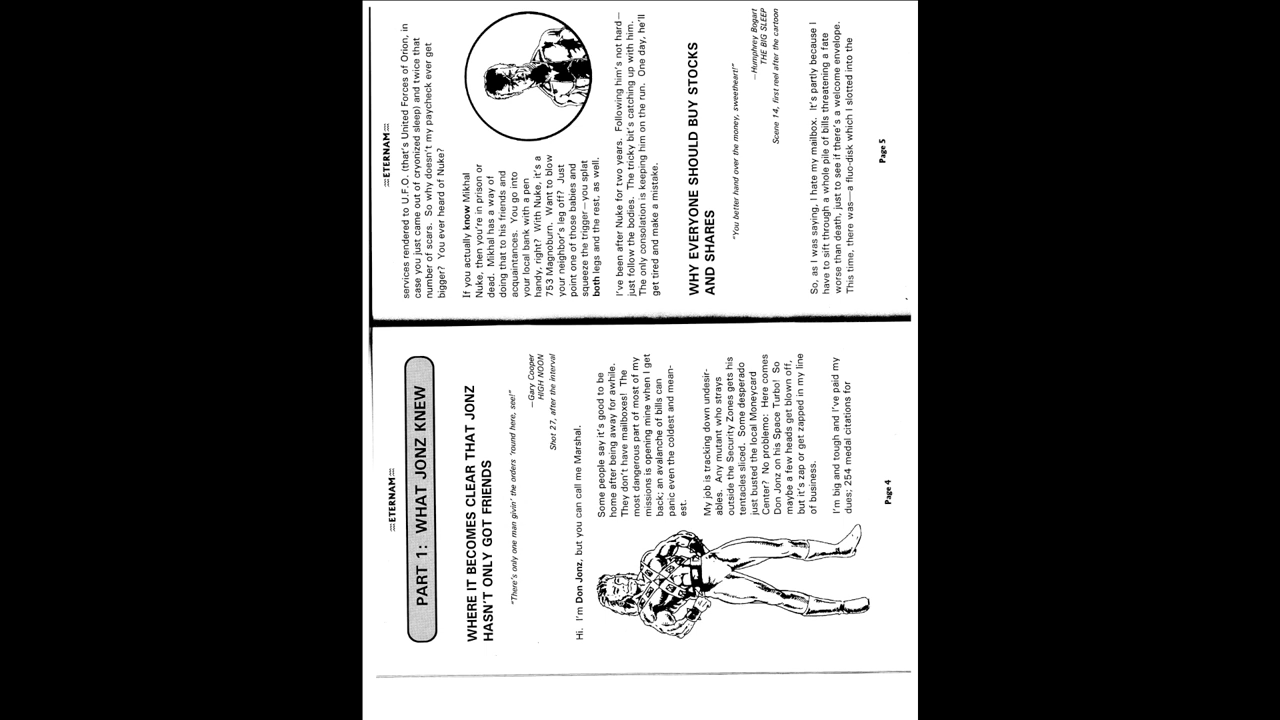 ETERNAM
PART 1: WHAT JONZ KNEW
WHERE IT BECOMES CLEAR THAT JONZ
HASN'T ONLY GOT FRIENDS
"There's only one man givin' the orders 'round here, see!"
—Gary Cooper
HIGH NOON
Shot 27, after the interval
Hi. I'm Don Jonz, but you can call me Marshal.
Some people say it's good to be
home after being away for awhile.
They don't have mailboxes! The
most dangerous part of most of my
missions is opening mine when I get
back; an avalanche of bills can
panic even the coldest and mean-
est.
My job is tracking down undesir-
ables. Any mutant who strays
outside the Security Zones gets his
tentacles sliced. Some desperado
just busted the local Moneycard
Center? No problemo: Here comes
Don Jonz on his Space Turbo! So
maybe a few heads get blown off,
but it's zap or get zapped in my line
of business.
I'm big and tough and I've paid my
dues; 254 medal citations for
Page 4
ETERNAM
services rendered to U.F.O. (that's United Forces of Orion, in
case you just came out of cryonized sleep) and twice that
number of scars. So why doesn't my paycheck ever get
bigger? You ever heard of Nuke?
If you actually know Mikhal
Nuke, then you're in prison or
dead. Mikhal has a way of
doing that to his friends and
acquaintances. You go into
your local bank with a pen
handy, right? With Nuke, it's a
753 Magnoburn. Want to blow
your neighbor's leg off? Just
point one of those babies and
squeeze the trigger—you splat
both legs and the rest, as well.
I've been after Nuke for two years. Following him's not hard—
just follow the bodies. The tricky bit's catching up with him.
The only consolation is keeping him on the run. One day, he'll
get tired and make a mistake.
WHY EVERYONE SHOULD BUY STOCKS
AND SHARES
"You better hand over the money, sweetheart!"
—Humphrey Bogart
THE BIG SLEEP
Scene 14, first reel after the cartoon
So, as I was saying, I hate my mailbox. It's partly because I
have to sift through a whole pile of bills threatening a fate
worse than death, just to see if there's a welcome envelope.
This time, there was—a fluo-disk which I slotted into the
Page 5